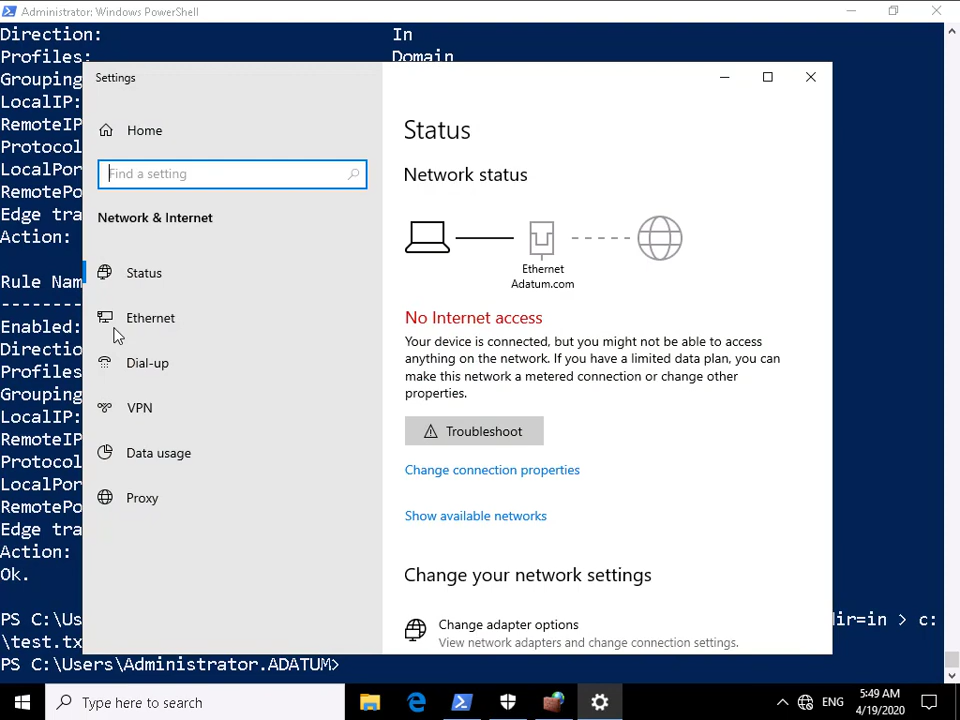 Administrator: Windows PowerShell
Direction: In
Profiles: Domain
Grouping
LocalIP:
RemoteIP
Protocol
LocalPor
RemotePo
Edge tra
Action:
Rule Nam
--------
Enabled:
Directio
Profiles
Grouping
LocalIP:
RemoteIP
Protocol
LocalPor
RemotePo
Edge tra
Action:
Ok.
PS C:\Us
dir=in > c:
\test.tx
PS C:\Users\Administrator.ADATUM>
Settings
Home
Find a setting
Network & Internet
Status
Ethernet
Dial-up
VPN
Data usage
Proxy
Status
Network status
Ethernet
Adatum.com
No Internet access
Your device is connected, but you might not be able to access
anything on the network. If you have a limited data plan, you can
make this network a metered connection or change other
properties.
Troubleshoot
Change connection properties
Show available networks
Change your network settings
Change adapter options
View network adapters and change connection settings.
Type here to search
ENG
5:49 AM
4/19/2020